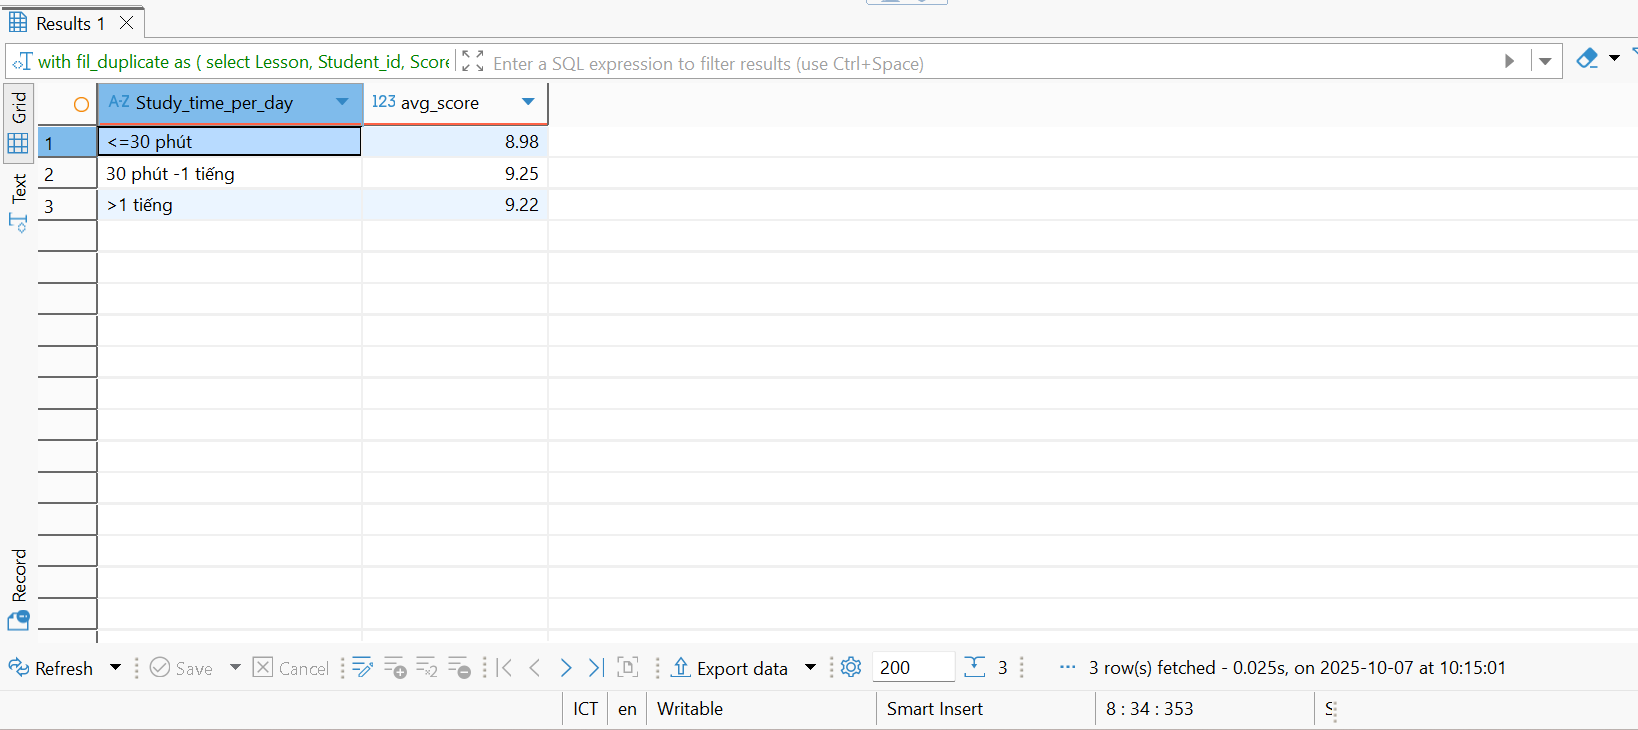 Results 1
with fil_duplicate as ( select Lesson, Student_id, Score
Enter a SQL expression to filter results (use Ctrl+Space)
Grid
Text
Record
A-Z Study_time_per_day
123 avg_score
1 <=30 phút 8.98
2 30 phút -1 tiếng 9.25
3 >1 tiếng 9.22
Refresh Save Cancel Export data 200 3 ··· 3 row(s) fetched - 0.025s, on 2025-10-07 at 10:15:01
ICT en Writable Smart Insert 8 : 34 : 353